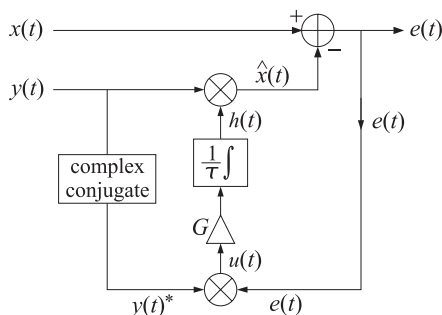 x(t)
+
e(t)
−
y(t)
x̂(t)
h(t)
e(t)
complex
conjugate
1/τ ∫
G
u(t)
y(t)*
e(t)